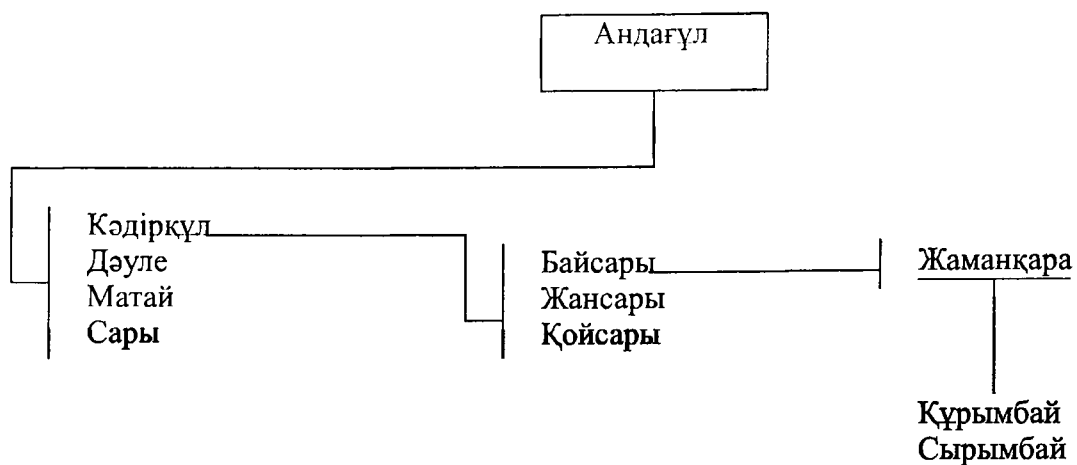 Андағұл
Кәдірқұл
Дәуле
Матай
Сары
Байсары
Жансары
Қойсары
Жаманқара
Құрымбай
Сырымбай